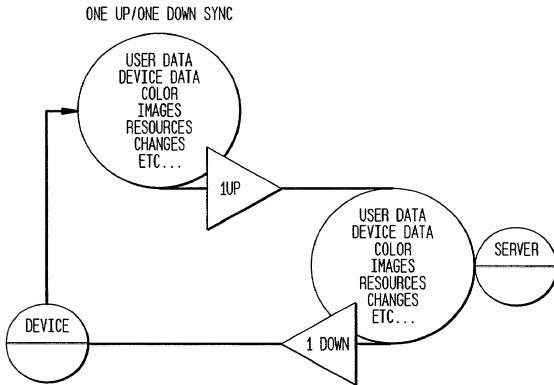 ONE UP/ONE DOWN SYNC
USER DATA
DEVICE DATA
COLOR
IMAGES
RESOURCES
CHANGES
ETC...
1UP
USER DATA
DEVICE DATA
COLOR
IMAGES
RESOURCES
CHANGES
ETC...
SERVER
DEVICE
1 DOWN